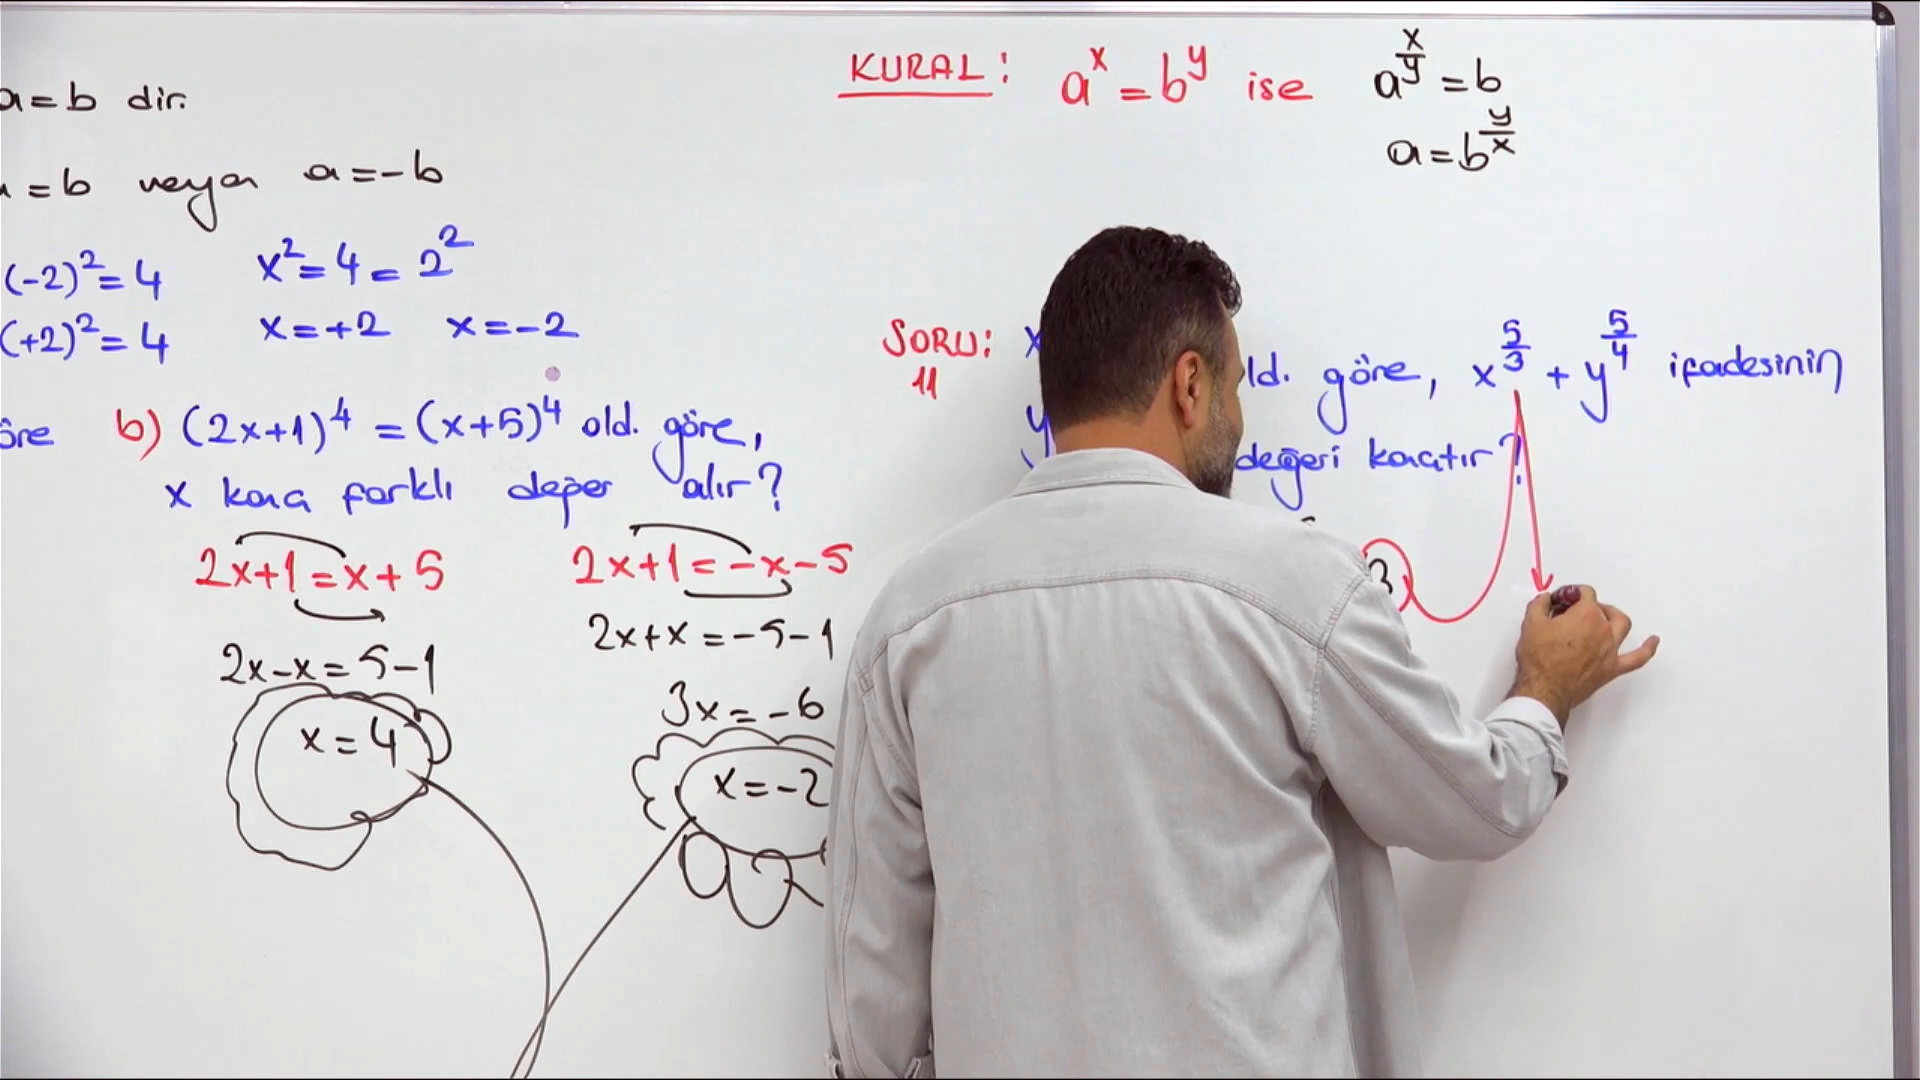 a = b dir.
= b veya a = -b
(-2)² = 4 x² = 4 = 2²
(+2)² = 4 x = +2 x = -2
öre b) (2x+1)⁴ = (x+5)⁴ old. göre,
x kaç farklı değer alır?
2x+1 = x+5 2x+1 = -x-5
2x-x = 5-1 2x+x = -5-1
x = 4 3x = -6
x = -2
KURAL: a^x = b^y ise a^(x/y) = b
a = b^(y/x)
SORU: x ld. göre, x^(5/3) + y^(5/4) ifadesinin
11 y değeri kaçtır?
3